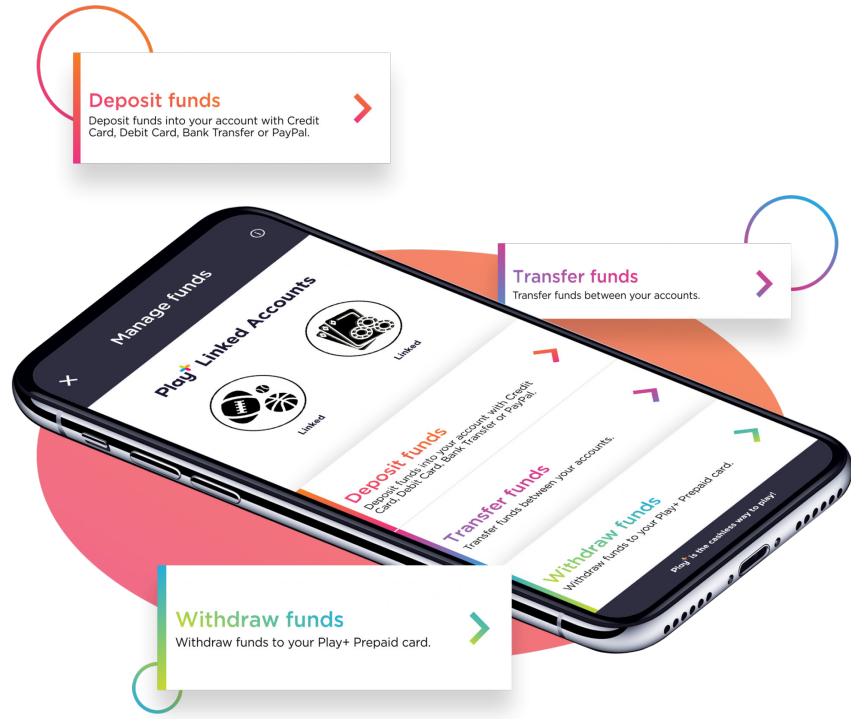 Deposit funds
Deposit funds into your account with Credit
Card, Debit Card, Bank Transfer or PayPal.
Transfer funds
Transfer funds between your accounts.
Manage funds
Play+ Linked Accounts
Linked
Linked
Deposit funds
Deposit funds into your account with Credit
Card, Debit Card, Bank Transfer or PayPal.
Transfer funds
Transfer funds between your accounts.
Withdraw funds
Withdraw funds to your Play+ Prepaid card.
Play+ is the cashless way to play!
Withdraw funds
Withdraw funds to your Play+ Prepaid card.